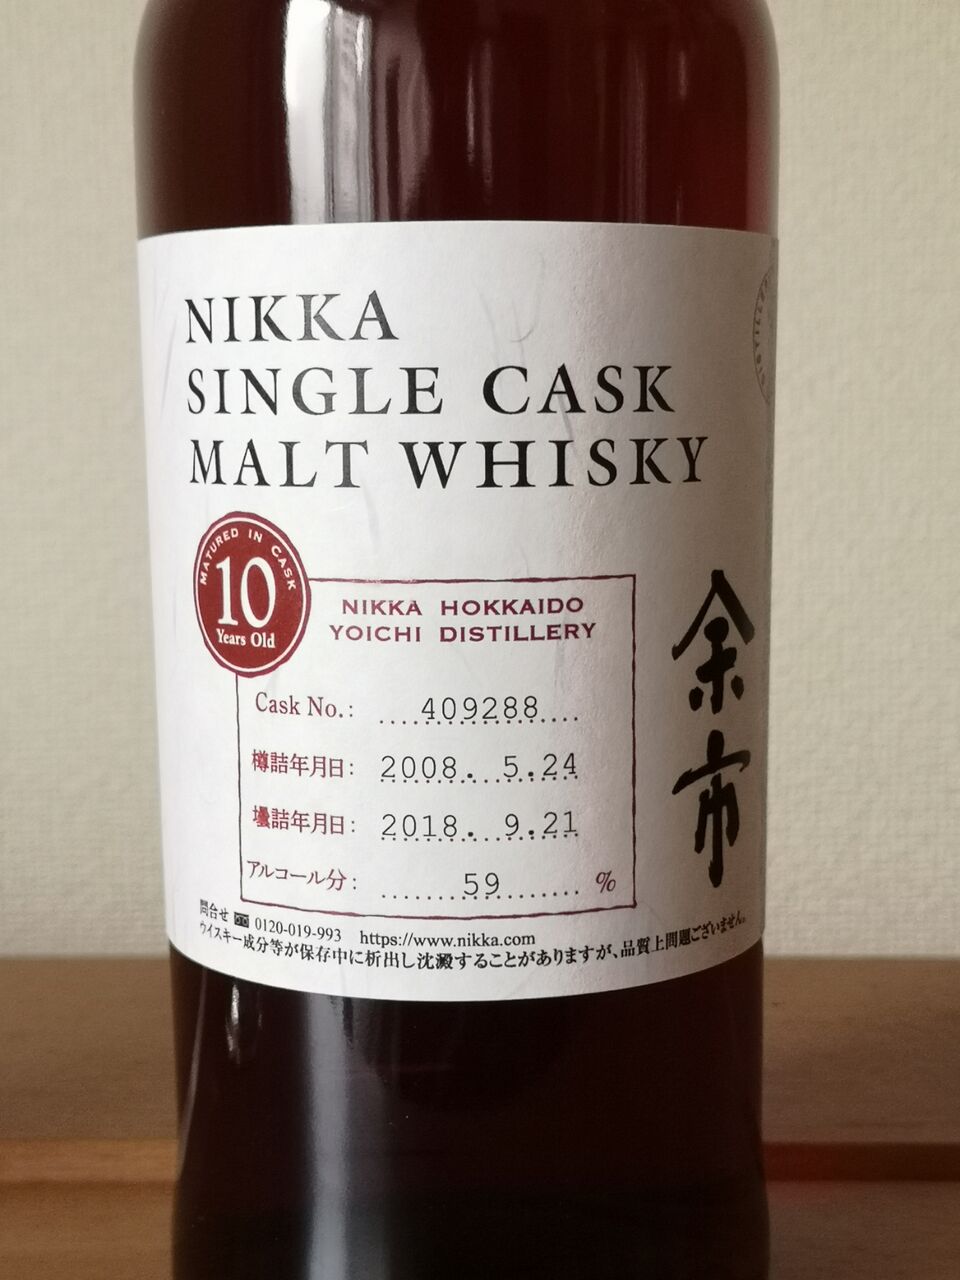 NIKKA
SINGLE CASK
MALT WHISKY
MATURED IN CASK
10
Years Old
NIKKA HOKKAIDO
YOICHI DISTILLERY
Cask No.: 409288
樽詰年月日: 2008. 5.24
壜詰年月日: 2018. 9.21
アルコール分: 59 %
余市
問合せ 0120-019-993 https://www.nikka.com
ウイスキー成分等が保存中に析出し沈澱することがありますが、品質上問題ございません。